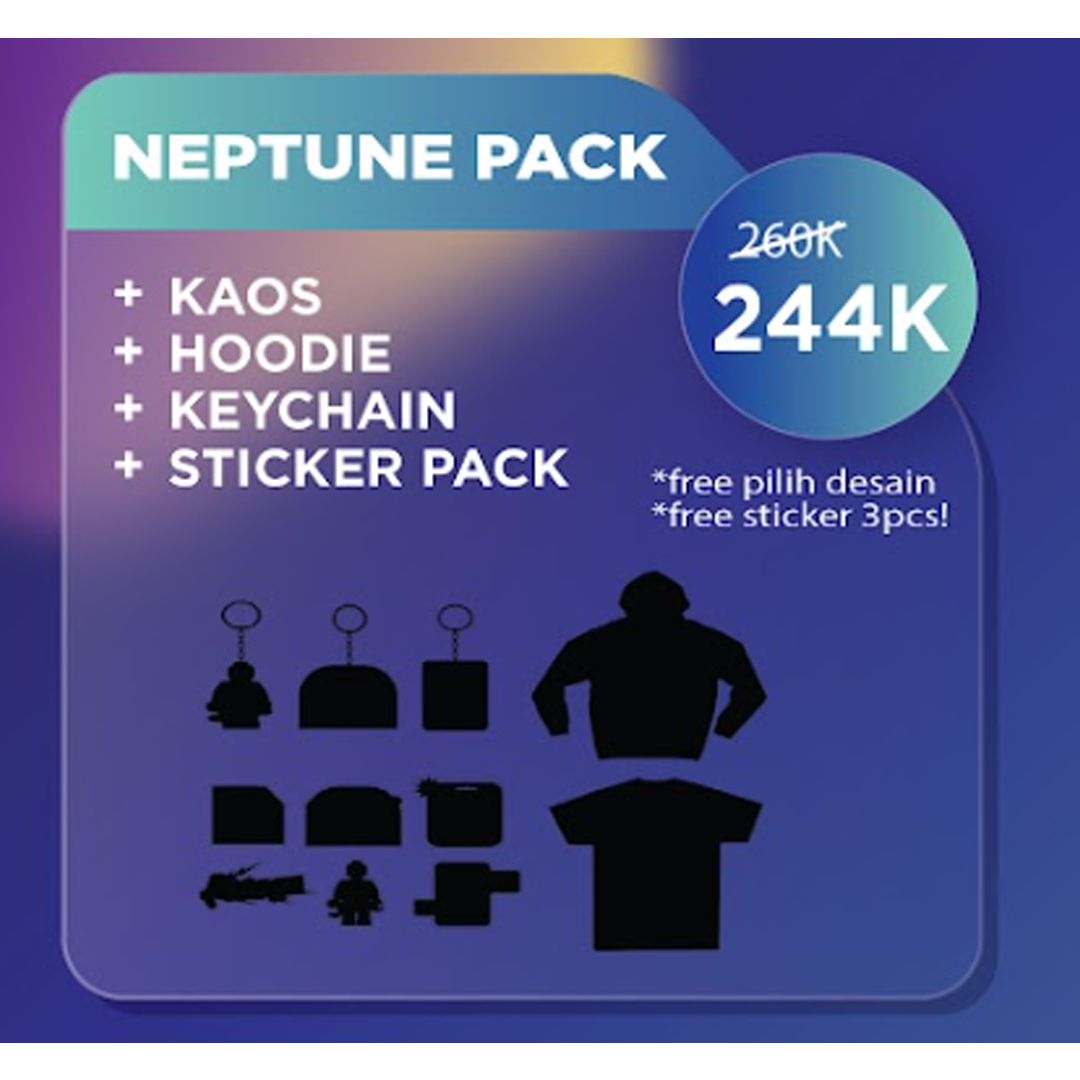 NEPTUNE PACK
260K
244K
+ KAOS
+ HOODIE
+ KEYCHAIN
+ STICKER PACK
*free pilih desain
*free sticker 3pcs!